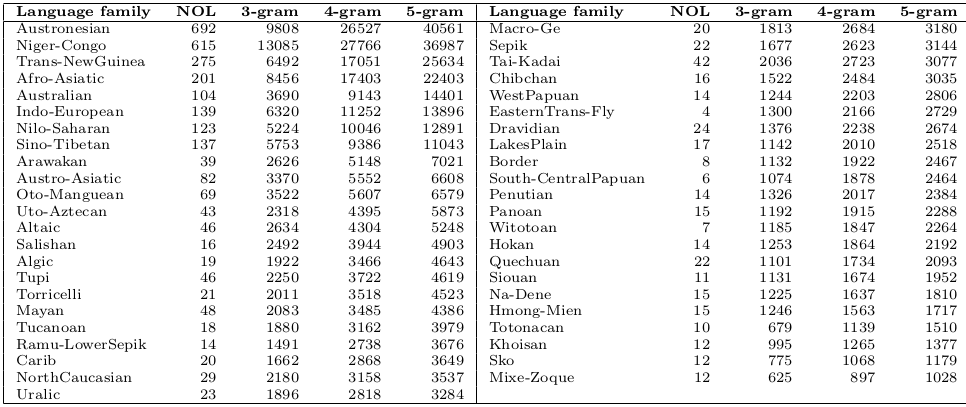 Language family NOL 3-gram 4-gram 5-gram Language family NOL 3-gram 4-gram 5-gram
Austronesian 692 9808 26527 40561 Macro-Ge 20 1813 2684 3180
Niger-Congo 615 13085 27766 36987 Sepik 22 1677 2623 3144
Trans-NewGuinea 275 6492 17051 25634 Tai-Kadai 42 2036 2723 3077
Afro-Asiatic 201 8456 17403 22403 Chibchan 16 1522 2484 3035
Australian 104 3690 9143 14401 WestPapuan 14 1244 2203 2806
Indo-European 139 6320 11252 13896 EasternTrans-Fly 4 1300 2166 2729
Nilo-Saharan 123 5224 10046 12891 Dravidian 24 1376 2238 2674
Sino-Tibetan 137 5753 9386 11043 LakesPlain 17 1142 2010 2518
Arawakan 39 2626 5148 7021 Border 8 1132 1922 2467
Austro-Asiatic 82 3370 5552 6608 South-CentralPapuan 6 1074 1878 2464
Oto-Manguean 69 3522 5607 6579 Penutian 14 1326 2017 2384
Uto-Aztecan 43 2318 4395 5873 Panoan 15 1192 1915 2288
Altaic 46 2634 4304 5248 Witotoan 7 1185 1847 2264
Salishan 16 2492 3944 4903 Hokan 14 1253 1864 2192
Algic 19 1922 3466 4643 Quechuan 22 1101 1734 2093
Tupi 46 2250 3722 4619 Siouan 11 1131 1674 1952
Torricelli 21 2011 3518 4523 Na-Dene 15 1225 1637 1810
Mayan 48 2083 3485 4386 Hmong-Mien 15 1246 1563 1717
Tucanoan 18 1880 3162 3979 Totonacan 10 679 1139 1510
Ramu-LowerSepik 14 1491 2738 3676 Khoisan 12 995 1265 1377
Carib 20 1662 2868 3649 Sko 12 775 1068 1179
NorthCaucasian 29 2180 3158 3537 Mixe-Zoque 12 625 897 1028
Uralic 23 1896 2818 3284